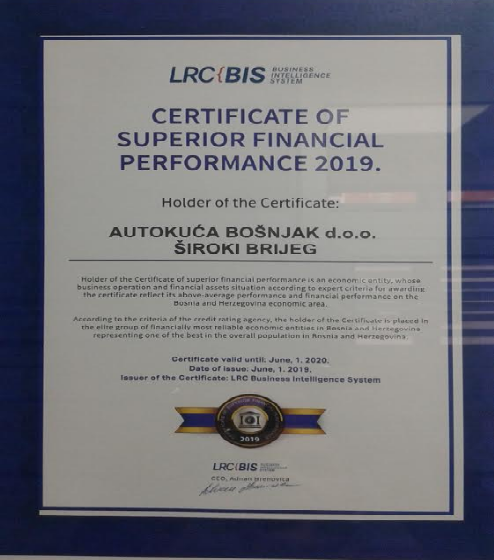 LRC{BIS BUSINESS INTELLIGENCE SYSTEM
CERTIFICATE OF
SUPERIOR FINANCIAL
PERFORMANCE 2019.
Holder of the Certificate:
AUTOKUĆA BOŠNJAK d.o.o.
ŠIROKI BRIJEG
Holder of the Certificate of superior financial performance is an economic entity, whose
business operation and financial assets situation according to expert criteria for awarding
the certificate reflect its above-average performance and financial performance on the
Bosnia and Herzegovina economic area.
According to the criteria of the credit rating agency, the holder of the Certificate is placed in
the elite group of financially most reliable economic entities in Bosnia and Herzegovina
representing one of the best in the overall population in Bosnia and Herzegovina.
Certificate valid until: June, 1, 2020.
Date of issue: June, 1, 2019.
Issuer of the Certificate: LRC Business Intelligence System
2019
LRC{BIS
CEO, Adnan